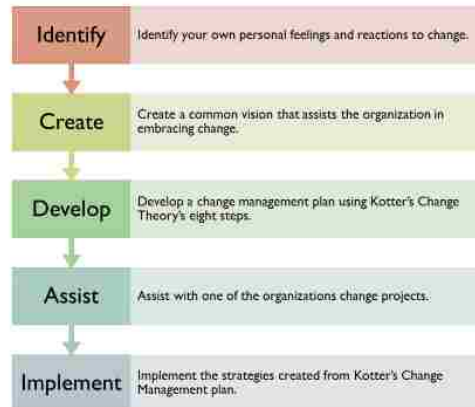 Identify
Identify your own personal feelings and reactions to change.
Create
Create a common vision that assists the organization in
embracing change.
Develop
Develop a change management plan using Kotter's Change
Theory's eight steps.
Assist
Assist with one of the organizations change projects.
Implement
Implement the strategies created from Kotter's Change
Management plan.